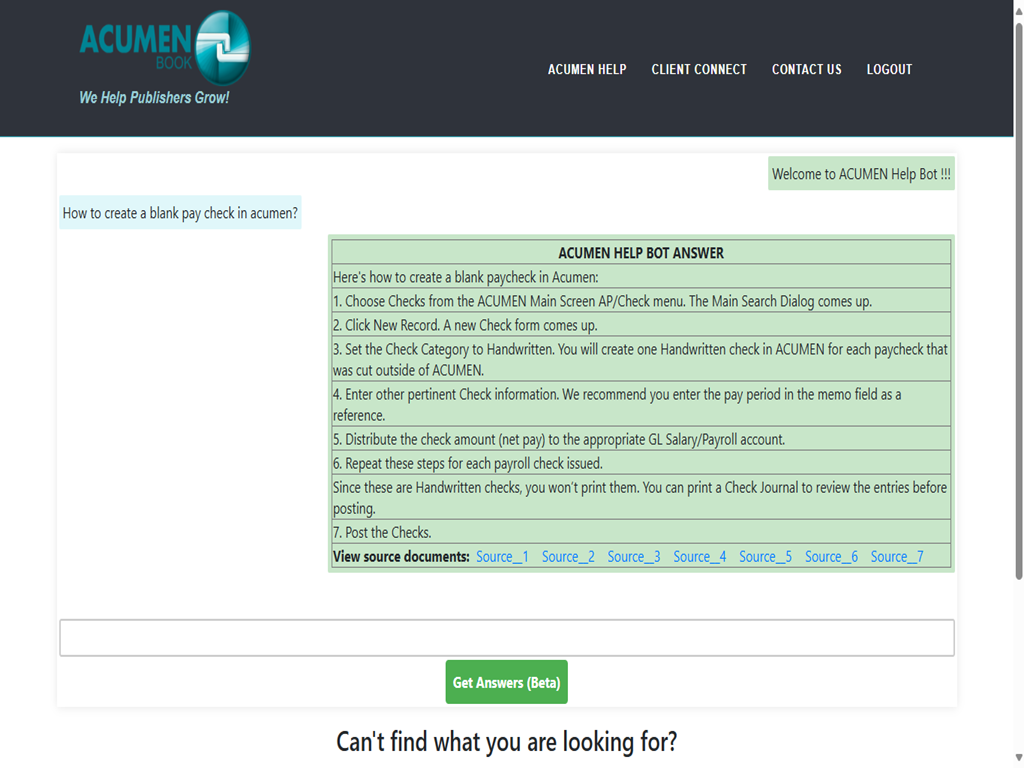 ACUMEN
BOOK
We Help Publishers Grow!
ACUMEN HELP
CLIENT CONNECT
CONTACT US
LOGOUT
Welcome to ACUMEN Help Bot !!!
How to create a blank pay check in acumen?
ACUMEN HELP BOT ANSWER
Here's how to create a blank paycheck in Acumen:
1. Choose Checks from the ACUMEN Main Screen AP/Check menu. The Main Search Dialog comes up.
2. Click New Record. A new Check form comes up.
3. Set the Check Category to Handwritten. You will create one Handwritten check in ACUMEN for each paycheck that
was cut outside of ACUMEN.
4. Enter other pertinent Check information. We recommend you enter the pay period in the memo field as a
reference.
5. Distribute the check amount (net pay) to the appropriate GL Salary/Payroll account.
6. Repeat these steps for each payroll check issued.
Since these are Handwritten checks, you won't print them. You can print a Check Journal to review the entries before
posting.
7. Post the Checks.
View source documents: Source__1 Source__2 Source__3 Source__4 Source__5 Source__6 Source__7
Get Answers (Beta)
Can't find what you are looking for?